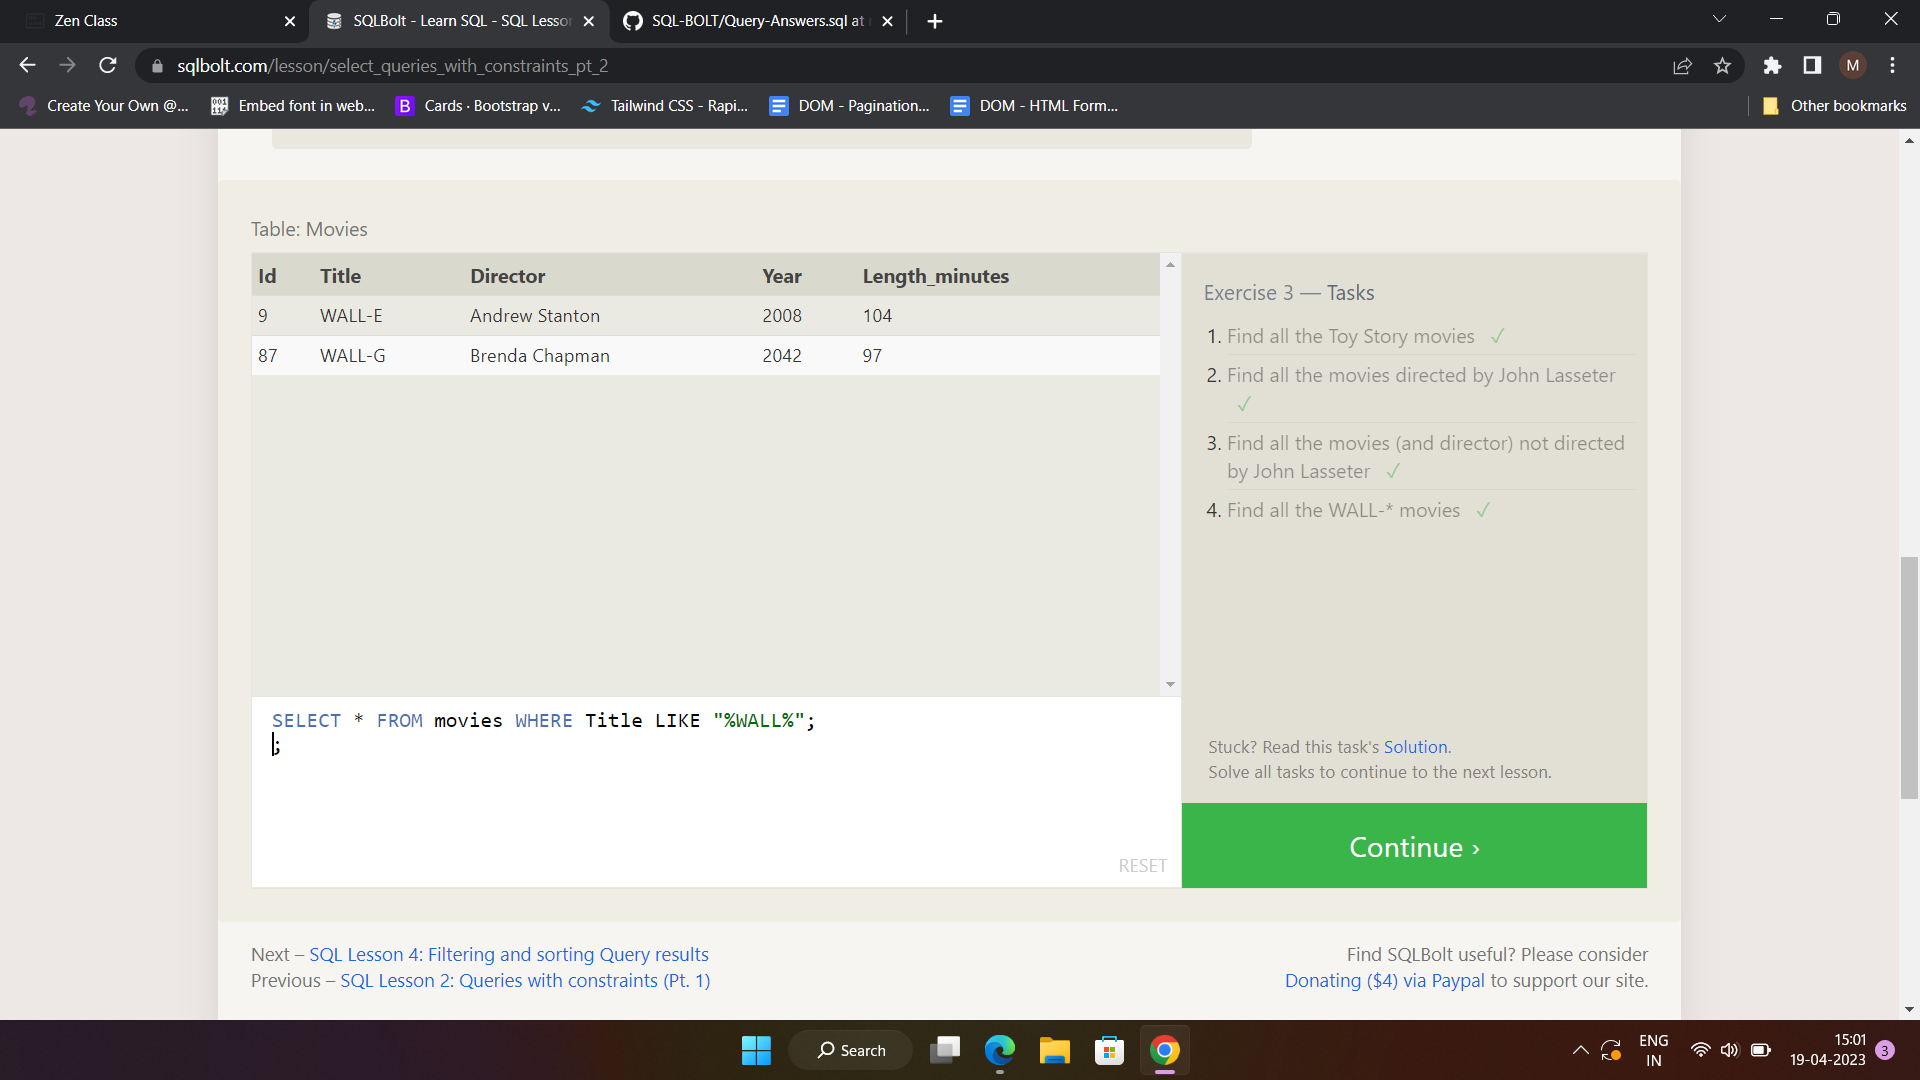 Zen Class
SQLBolt - Learn SQL - SQL Lesson
SQL-BOLT/Query-Answers.sql at
sqlbolt.com/lesson/select_queries_with_constraints_pt_2
M
Create Your Own @...
Embed font in web...
B Cards · Bootstrap v...
Tailwind CSS - Rapi...
DOM - Pagination...
DOM - HTML Form...
Other bookmarks
Table: Movies
Id Title Director Year Length_minutes
9 WALL-E Andrew Stanton 2008 104
87 WALL-G Brenda Chapman 2042 97
Exercise 3 — Tasks
1. Find all the Toy Story movies ✓
2. Find all the movies directed by John Lasseter
✓
3. Find all the movies (and director) not directed
by John Lasseter ✓
4. Find all the WALL-* movies ✓
SELECT * FROM movies WHERE Title LIKE "%WALL%";
;
RESET
Stuck? Read this task's Solution.
Solve all tasks to continue to the next lesson.
Continue ›
Next – SQL Lesson 4: Filtering and sorting Query results
Previous – SQL Lesson 2: Queries with constraints (Pt. 1)
Find SQLBolt useful? Please consider
Donating ($4) via Paypal to support our site.
Search
ENG
IN
15:01
19-04-2023
3